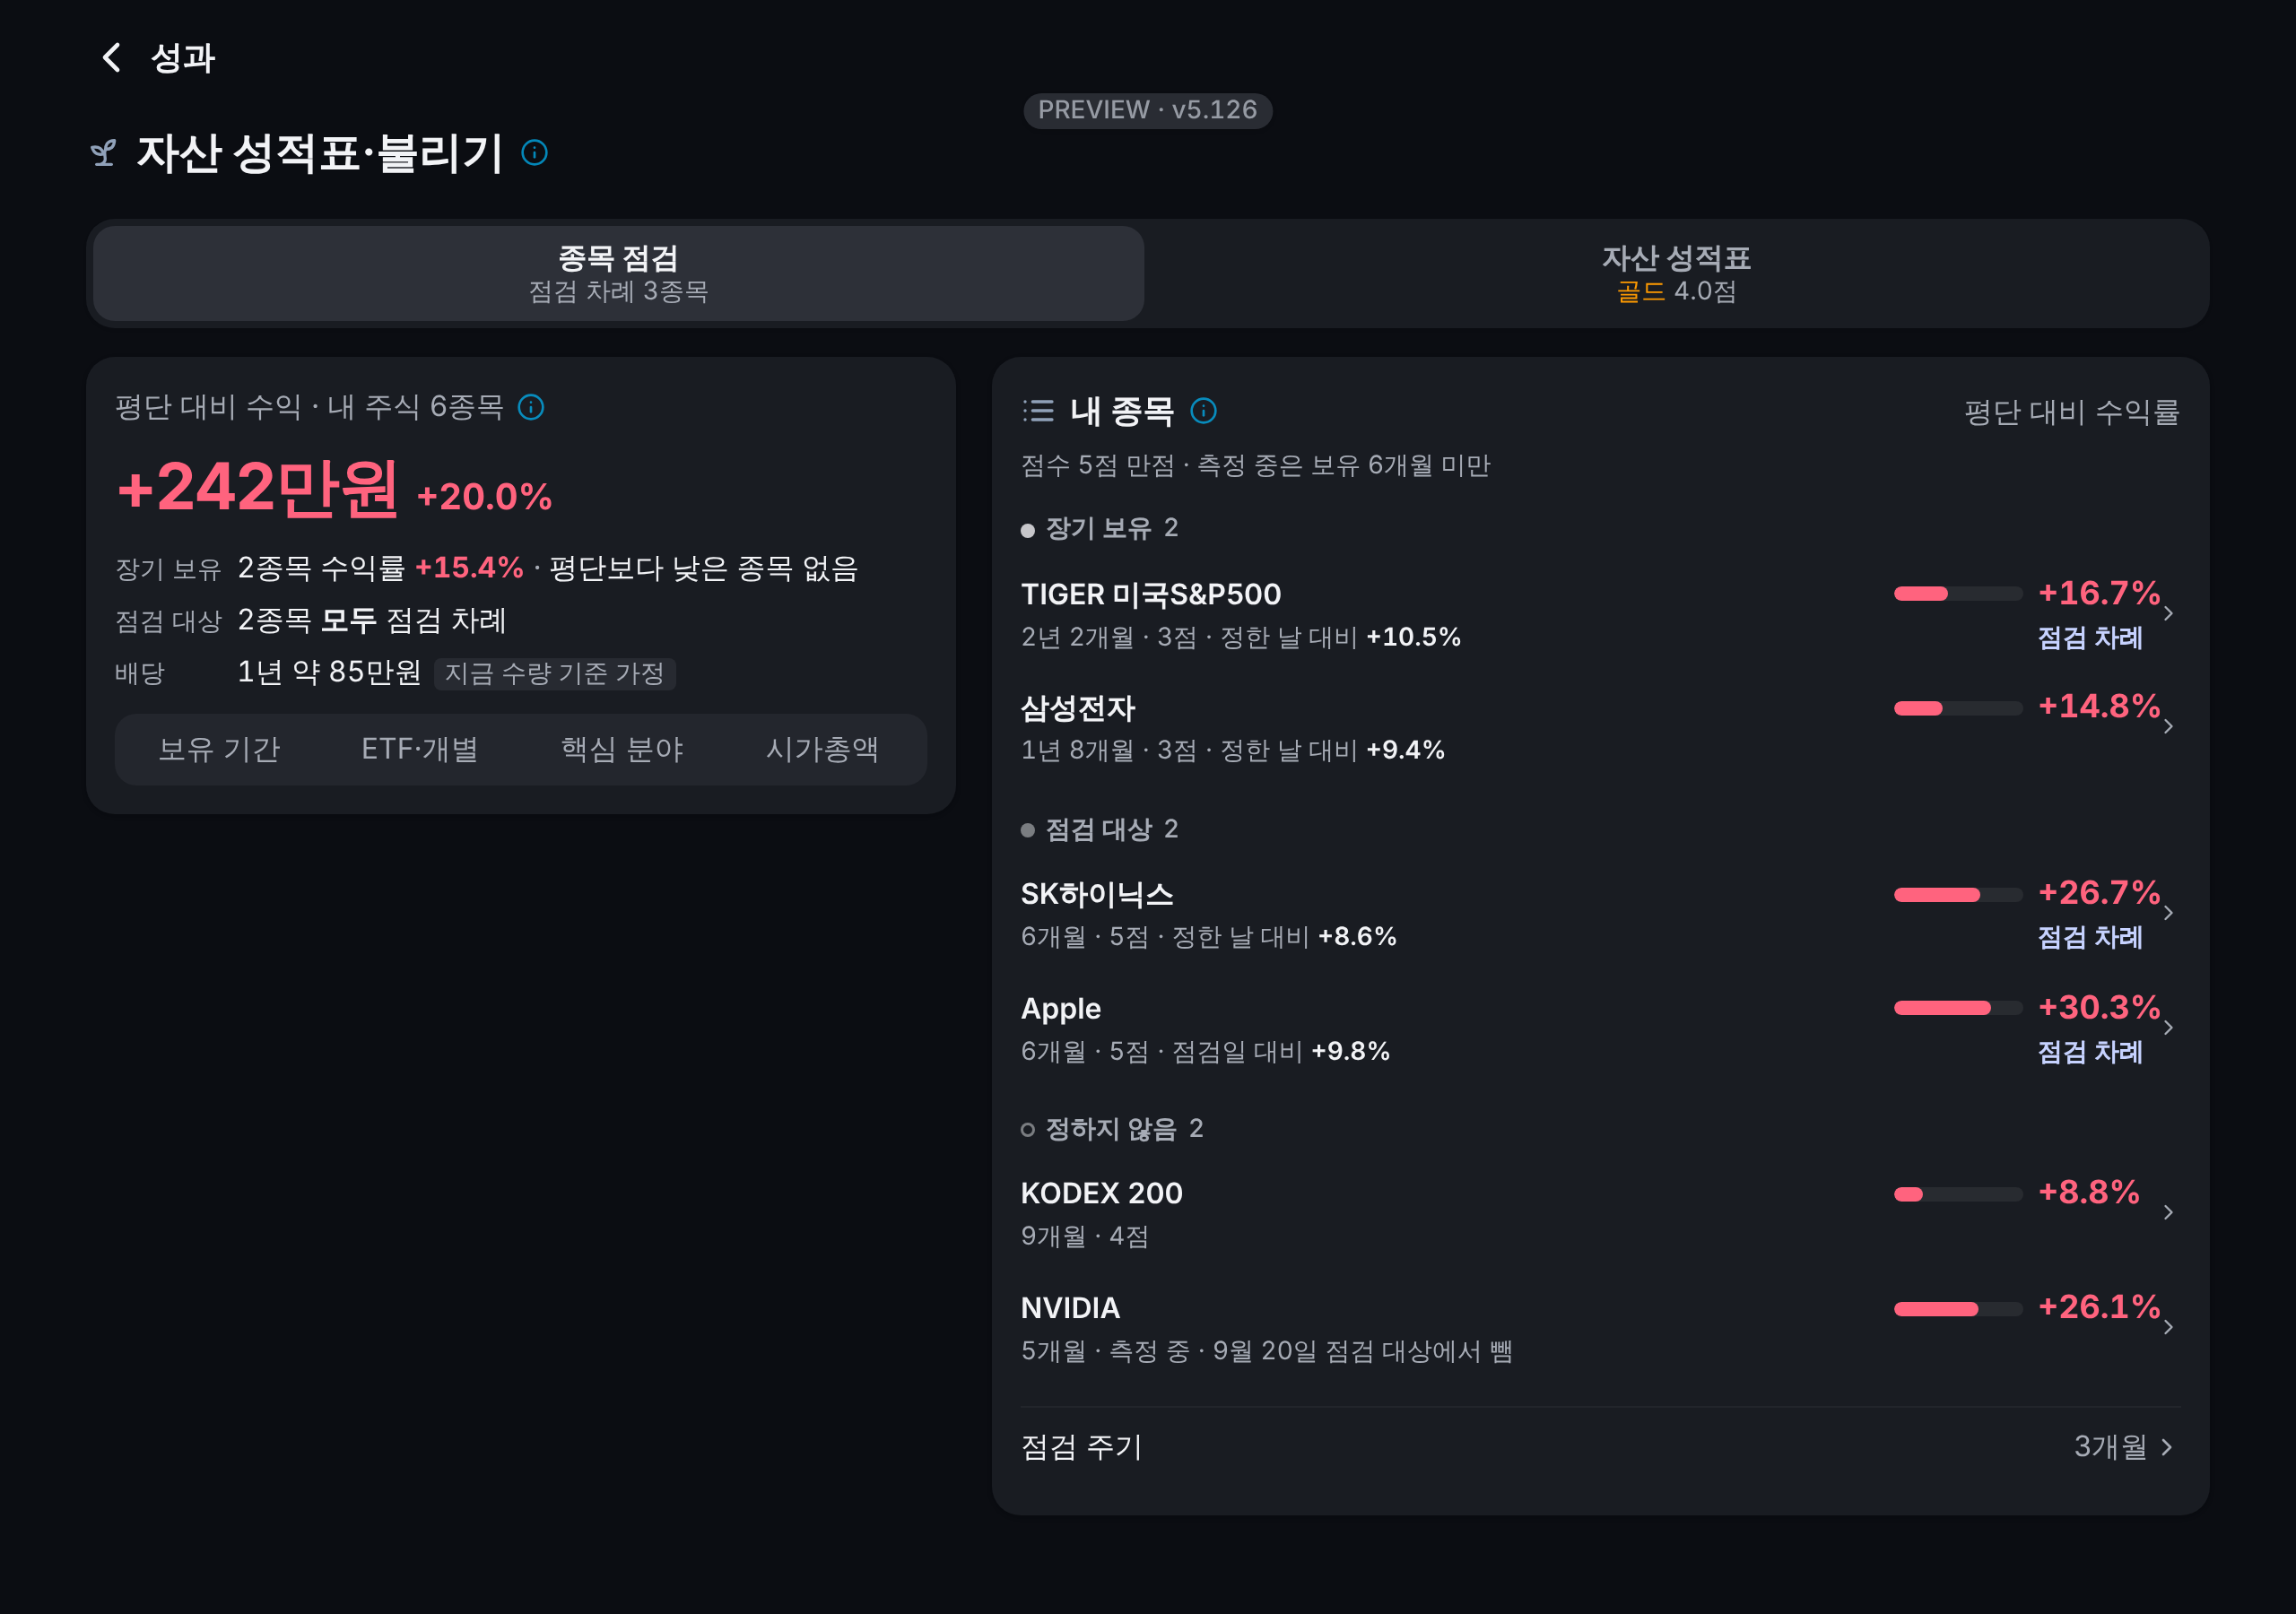 성과
PREVIEW · v5.126
자산 성적표·불리기
종목 점검
점검 차례 3종목
자산 성적표
골드 4.0점
평단 대비 수익 · 내 주식 6종목
+242만원 +20.0%
장기 보유 2종목 수익률 +15.4% · 평단보다 낮은 종목 없음
점검 대상 2종목 모두 점검 차례
배당 1년 약 85만원 지금 수량 기준 가정
보유 기간 ETF·개별 핵심 분야 시가총액
내 종목 평단 대비 수익률
점수 5점 만점 · 측정 중은 보유 6개월 미만
장기 보유 2
TIGER 미국S&P500 +16.7%
2년 2개월 · 3점 · 정한 날 대비 +10.5% 점검 차례
삼성전자 +14.8%
1년 8개월 · 3점 · 정한 날 대비 +9.4%
점검 대상 2
SK하이닉스 +26.7%
6개월 · 5점 · 정한 날 대비 +8.6% 점검 차례
Apple +30.3%
6개월 · 5점 · 점검일 대비 +9.8% 점검 차례
정하지 않음 2
KODEX 200 +8.8%
9개월 · 4점
NVIDIA +26.1%
5개월 · 측정 중 · 9월 20일 점검 대상에서 뺌
점검 주기 3개월